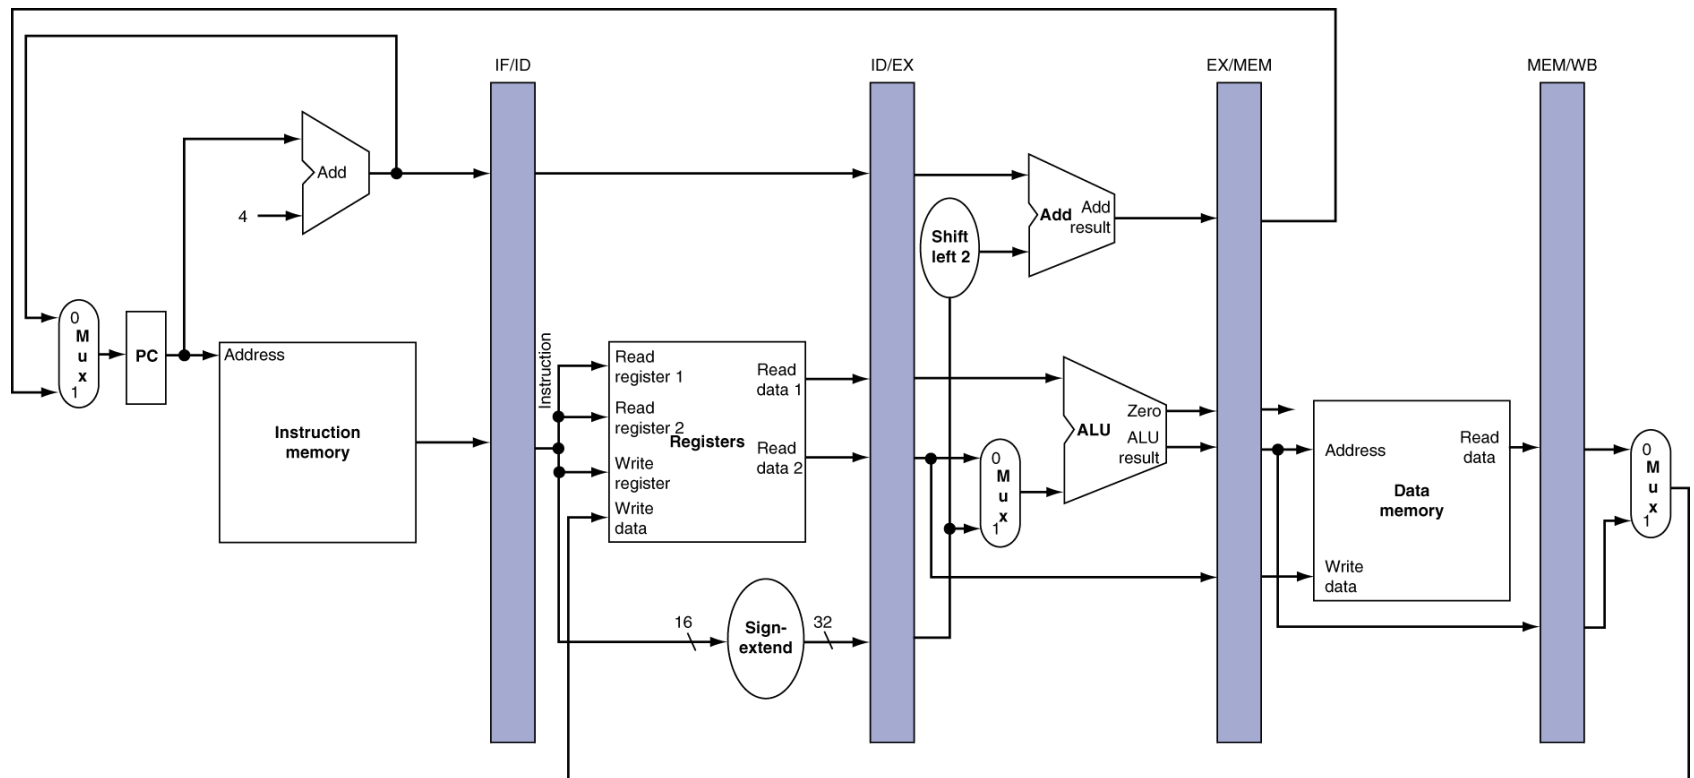 IF/ID
ID/EX
EX/MEM
MEM/WB
Add
4
Add
Add
result
Shift
left 2
0
M
u
x
1
PC
Address
Instruction
memory
Instruction
Read
register 1
Read
register 2
Write
register
Write
data
Registers
Read
data 1
Read
data 2
16
Sign-
extend
32
0
M
u
x
1
ALU
Zero
ALU
result
Address
Read
data
Data
memory
Write
data
0
M
u
x
1